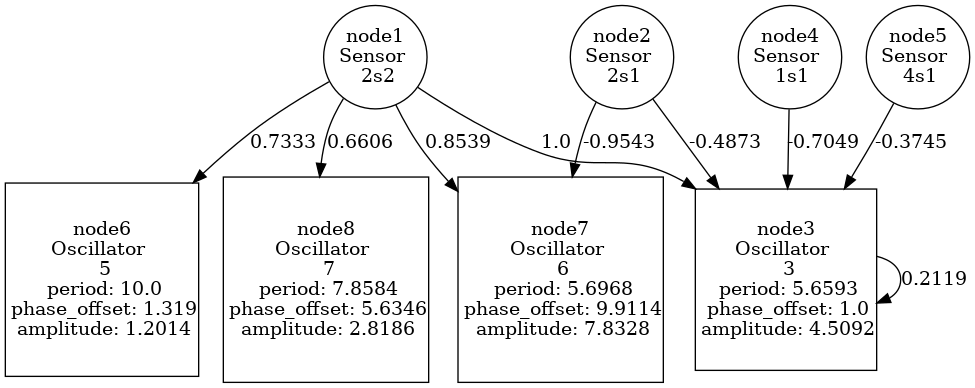 node1
Sensor
2s2
node2
Sensor
2s1
node4
Sensor
1s1
node5
Sensor
4s1
0.7333
0.6606
0.8539
1.0
-0.9543
-0.4873
-0.7049
-0.3745
node6
Oscillator
5
period: 10.0
phase_offset: 1.319
amplitude: 1.2014
node8
Oscillator
7
period: 7.8584
phase_offset: 5.6346
amplitude: 2.8186
node7
Oscillator
6
period: 5.6968
phase_offset: 9.9114
amplitude: 7.8328
node3
Oscillator
3
period: 5.6593
phase_offset: 1.0
amplitude: 4.5092
0.2119